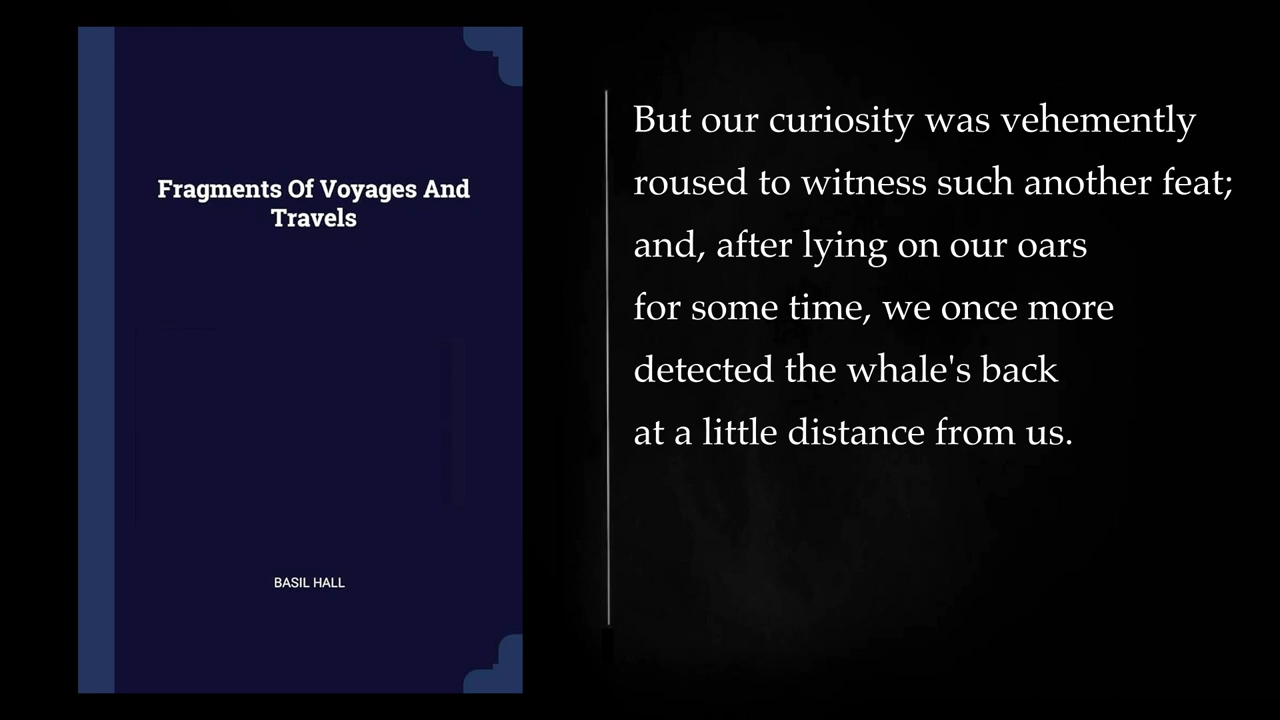 Fragments Of Voyages And
Travels
BASIL HALL
But our curiosity was vehemently
roused to witness such another feat;
and, after lying on our oars
for some time, we once more
detected the whale's back
at a little distance from us.